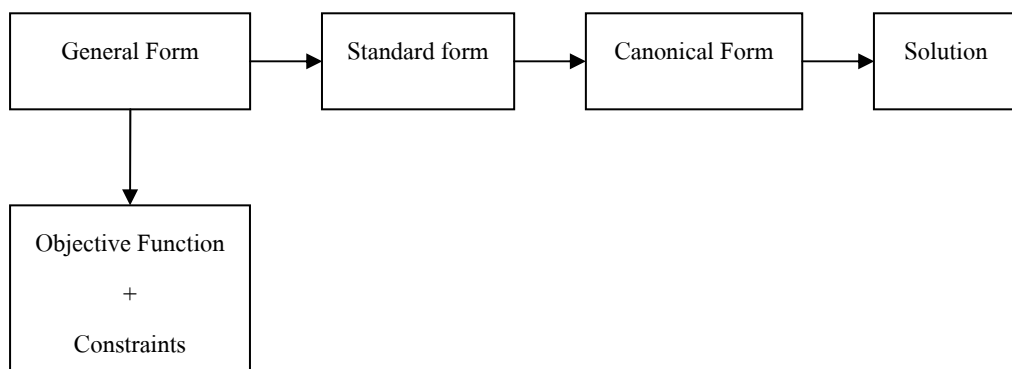 General Form
Standard form
Canonical Form
Solution
Objective Function
+
Constraints